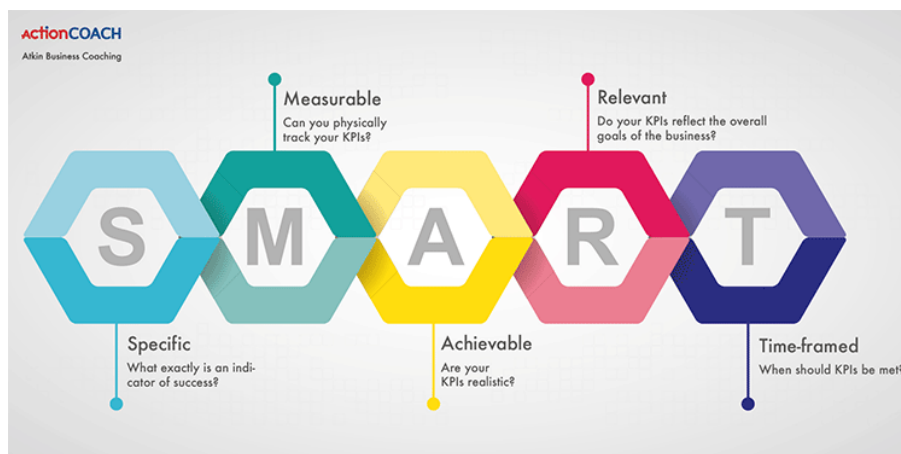 ActionCOACH
Atkin Business Coaching
Measurable
Can you physically
track your KPIs?
Relevant
Do your KPIs reflect the overall
goals of the business?
S M A R T
Specific
What exactly is an indi-
cator of success?
Achievable
Are your
KPIs realistic?
Time-framed
When should KPIs be met?